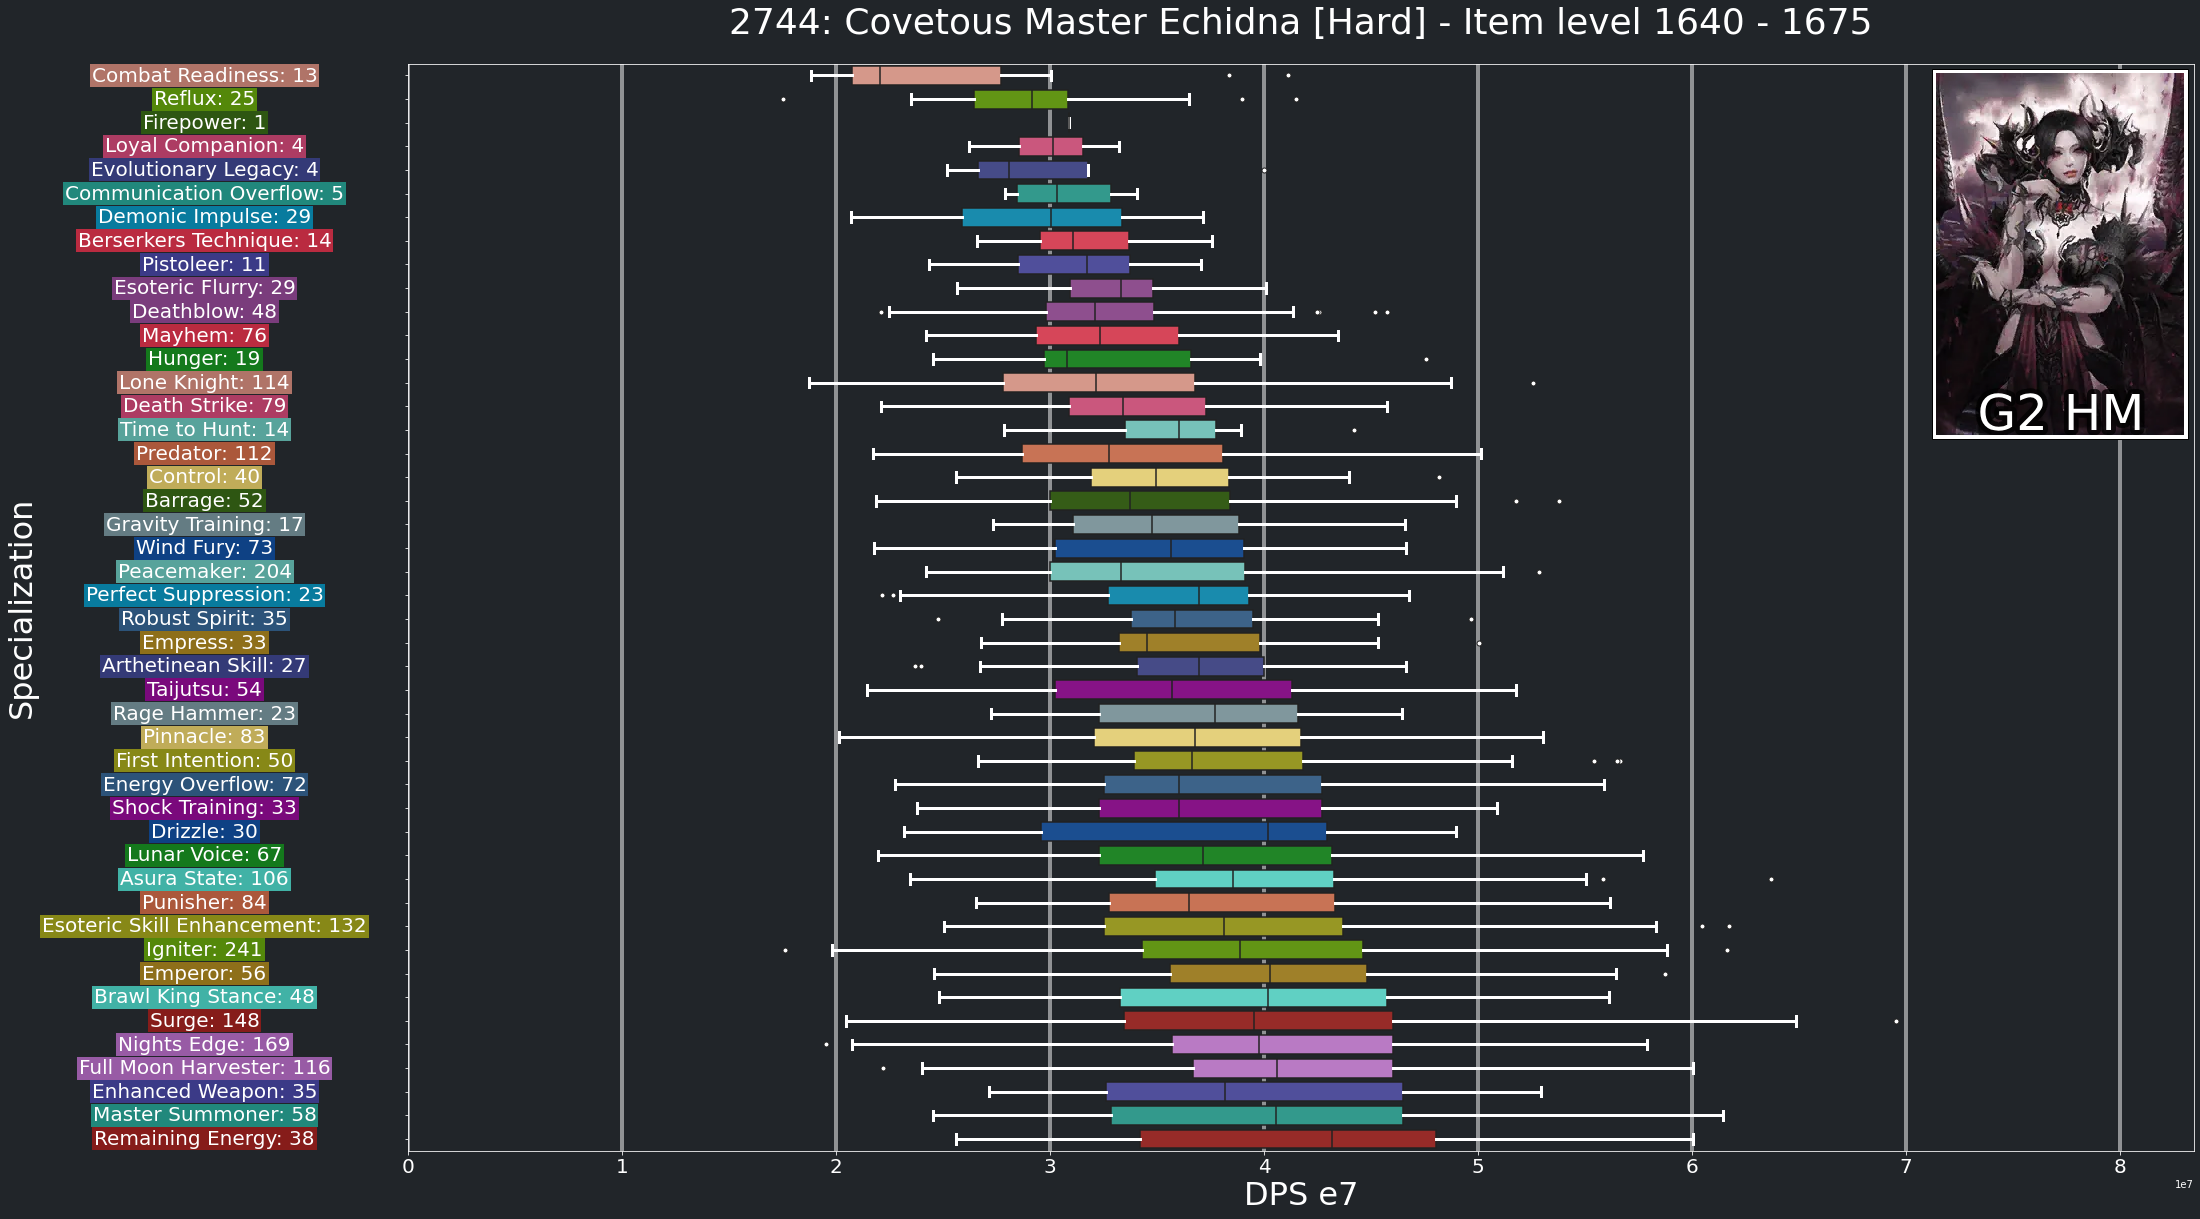 2744: Covetous Master Echidna [Hard] - Item level 1640 - 1675
Combat Readiness: 13
Reflux: 25
Firepower: 1
Loyal Companion: 4
Evolutionary Legacy: 4
Communication Overflow: 5
Demonic Impulse: 29
Berserkers Technique: 14
Pistoleer: 11
Esoteric Flurry: 29
Deathblow: 48
Mayhem: 76
Hunger: 19
Lone Knight: 114
Death Strike: 79
Time to Hunt: 14
Predator: 112
Control: 40
Barrage: 52
Gravity Training: 17
Wind Fury: 73
Peacemaker: 204
Perfect Suppression: 23
Robust Spirit: 35
Empress: 33
Arthetinean Skill: 27
Taijutsu: 54
Rage Hammer: 23
Pinnacle: 83
First Intention: 50
Energy Overflow: 72
Shock Training: 33
Drizzle: 30
Lunar Voice: 67
Asura State: 106
Punisher: 84
Esoteric Skill Enhancement: 132
Igniter: 241
Emperor: 56
Brawl King Stance: 48
Surge: 148
Nights Edge: 169
Full Moon Harvester: 116
Enhanced Weapon: 35
Master Summoner: 58
Remaining Energy: 38
Specialization
G2 HM
0 1 2 3 4 5 6 7 8
1e7
DPS e7